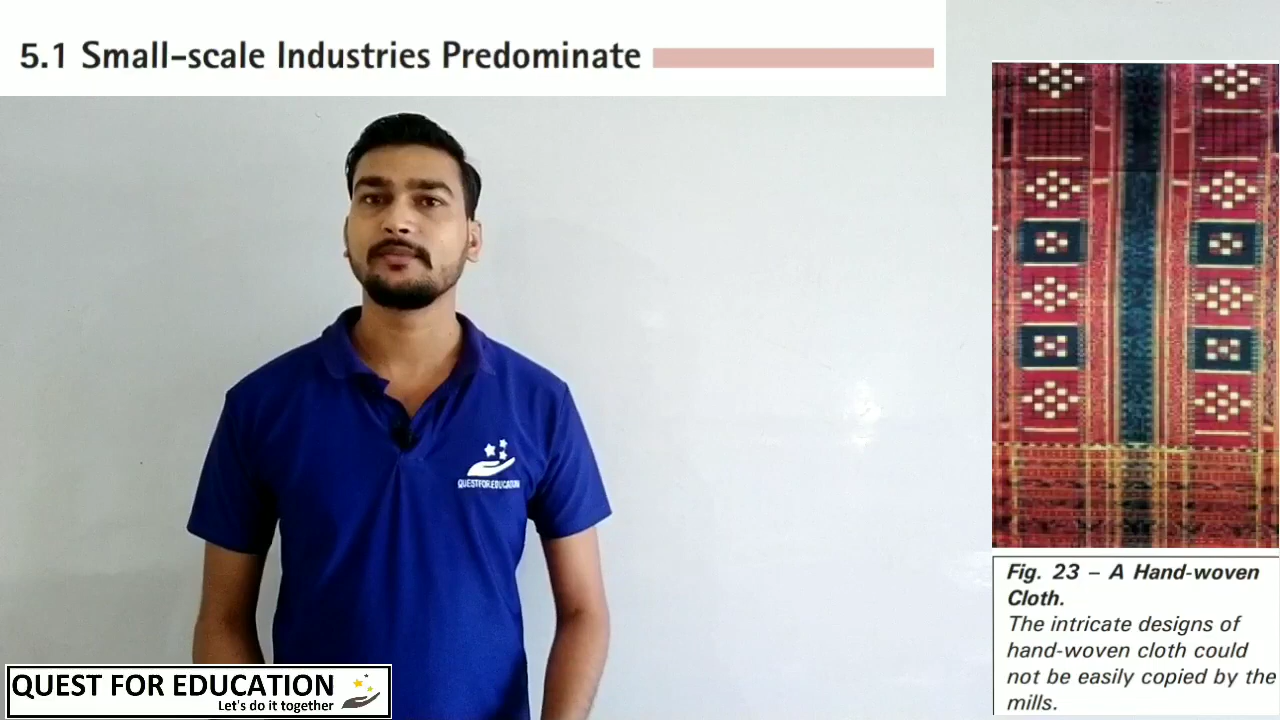 5.1 Small-scale Industries Predominate
QUESTFOREDUCATION
Fig. 23 – A Hand-woven
Cloth.
The intricate designs of
hand-woven cloth could
not be easily copied by the
mills.
QUEST FOR EDUCATION
Let's do it together